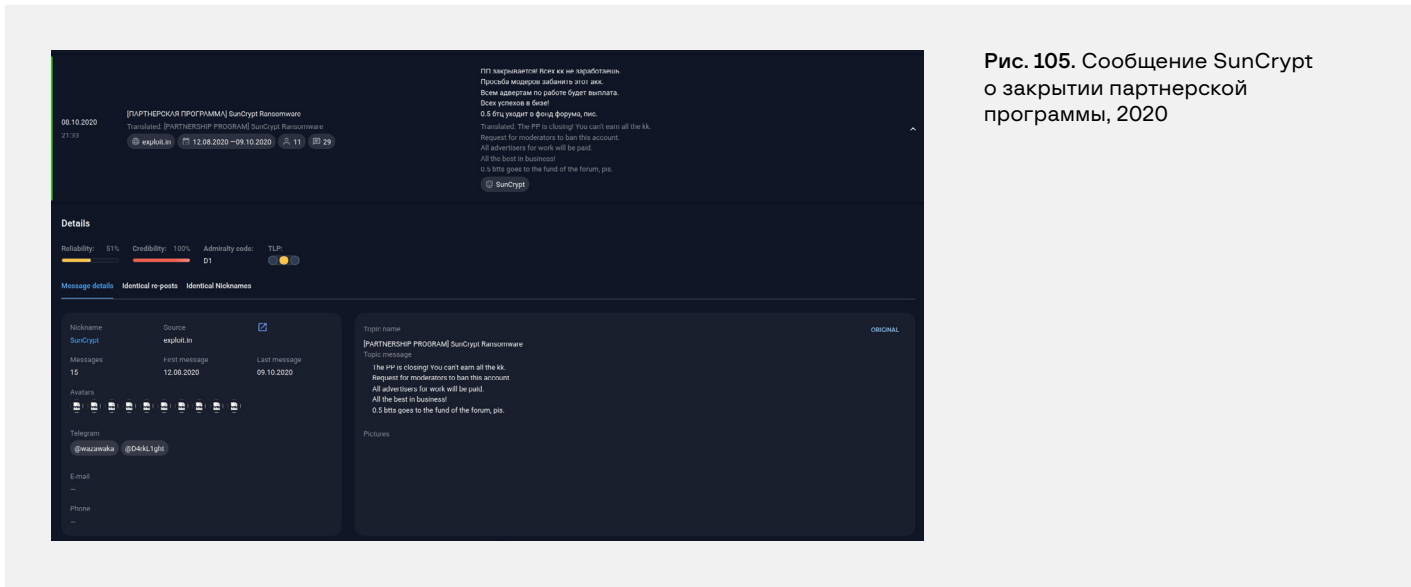 ПП закрывается! Всех кк не заработаешь.
Просьба модеров забанить этот акк.
Всем адвертам по работе будет выплата.
Всех успехов в бизе!
0.5 бтц уходит в фонд форума, пис.
08.10.2020
21:33
[ПАРТНЕРСКАЯ ПРОГРАММА] SunCrypt Ransomware
Translated: [PARTNERSHIP PROGRAM] SunCrypt Ransomware
exploit.in 12.08.2020 —09.10.2020 11 29
Translated: The PP is closing! You can't earn all the kk.
Request for moderators to ban this account.
All advertisers for work will be paid.
All the best in business!
0.5 btts goes to the fund of the forum, pis.
SunCrypt
Details
Reliability: 51% Credibility: 100% Admiralty code: TLP:
D1
Message details Identical re-posts Identical Nicknames
Nickname Source
SunCrypt exploit.in
Messages First message Last message
15 12.08.2020 09.10.2020
Avatars
Telegram
@wazawaka @D4rkL1ght
E-mail
—
Phone
—
Topic name ORIGINAL
[PARTNERSHIP PROGRAM] SunCrypt Ransomware
Topic message
The PP is closing! You can't earn all the kk.
Request for moderators to ban this account.
All advertisers for work will be paid.
All the best in business!
0.5 btts goes to the fund of the forum, pis.
Pictures
Рис. 105. Сообщение SunCrypt
о закрытии партнерской
программы, 2020